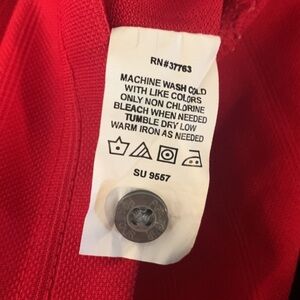 RN#37763
MACHINE WASH COLD
WITH LIKE COLORS
ONLY NON CHLORINE
BLEACH WHEN NEEDED
TUMBLE DRY LOW
WARM IRON AS NEEDED
SU 9557